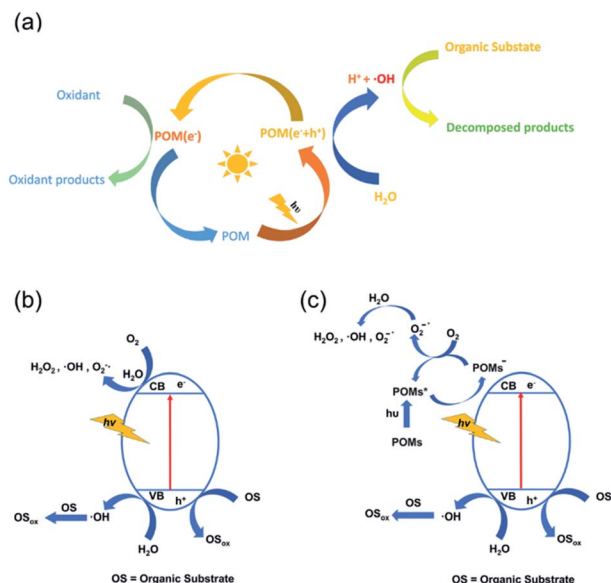 (a)
Oxidant
Oxidant products
POM(e⁻)
POM(e⁻+h⁺)
POM
hυ
H⁺ + ·OH
H₂O
Organic Substate
Decomposed products
(b)
O₂
H₂O
H₂O₂ , ·OH , O₂⁻·
CB e⁻
hv
VB h⁺
OS
OSₒₓ
·OH
OS
OSₒₓ
H₂O
OS = Organic Substrate
(c)
H₂O
H₂O₂ , ·OH , O₂⁻·
O₂⁻·
O₂
POMs⁻
POMs*
hυ
POMs
CB e⁻
hv
VB h⁺
OS
OSₒₓ
·OH
OS
OSₒₓ
H₂O
OS = Organic Substrate